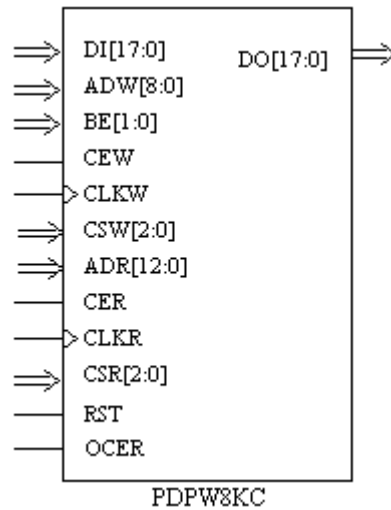 DI[17:0] DO[17:0]
ADW[8:0]
BE[1:0]
CEW
CLKW
CSW[2:0]
ADR[12:0]
CER
CLKR
CSR[2:0]
RST
OCER
PDPW8KC